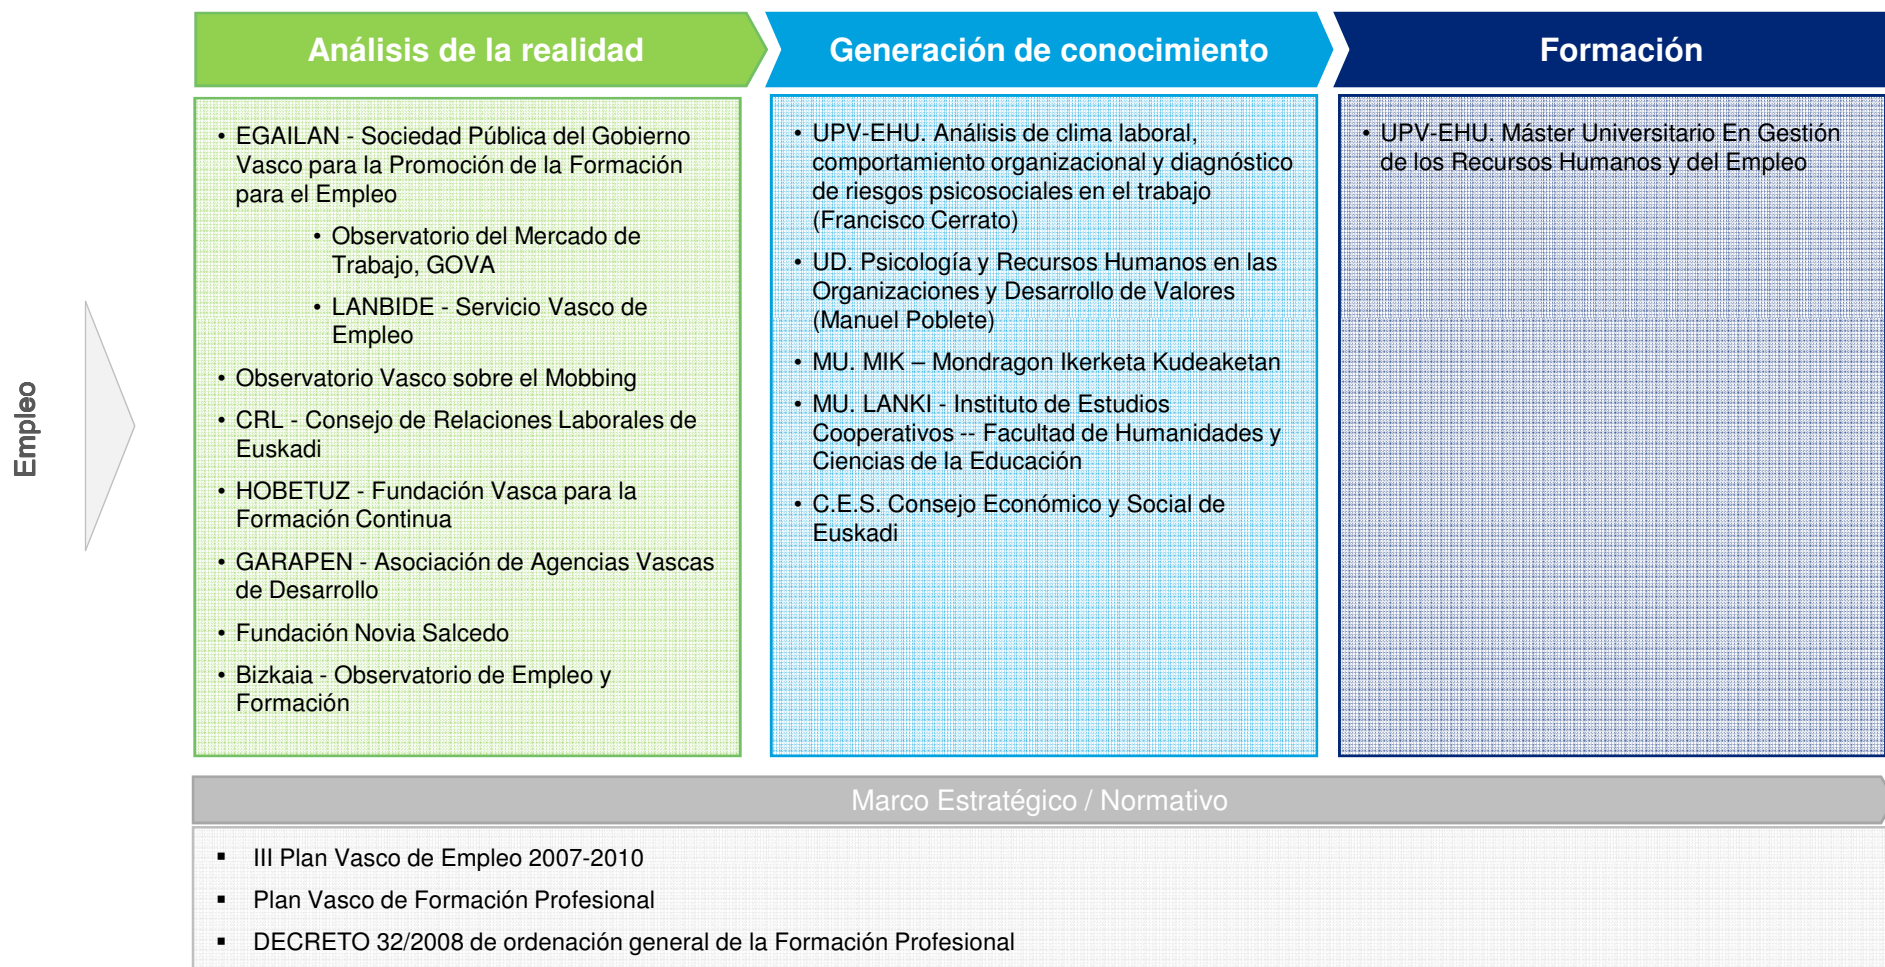 Empleo
Análisis de la realidad
• EGAILAN - Sociedad Pública del Gobierno
Vasco para la Promoción de la Formación
para el Empleo
• Observatorio del Mercado de
Trabajo, GOVA
• LANBIDE - Servicio Vasco de
Empleo
• Observatorio Vasco sobre el Mobbing
• CRL - Consejo de Relaciones Laborales de
Euskadi
• HOBETUZ - Fundación Vasca para la
Formación Continua
• GARAPEN - Asociación de Agencias Vascas
de Desarrollo
• Fundación Novia Salcedo
• Bizkaia - Observatorio de Empleo y
Formación
Generación de conocimiento
• UPV-EHU. Análisis de clima laboral,
comportamiento organizacional y diagnóstico
de riesgos psicosociales en el trabajo
(Francisco Cerrato)
• UD. Psicología y Recursos Humanos en las
Organizaciones y Desarrollo de Valores
(Manuel Poblete)
• MU. MIK – Mondragon Ikerketa Kudeaketan
• MU. LANKI - Instituto de Estudios
Cooperativos -- Facultad de Humanidades y
Ciencias de la Educación
• C.E.S. Consejo Económico y Social de
Euskadi
Formación
• UPV-EHU. Máster Universitario En Gestión
de los Recursos Humanos y del Empleo
Marco Estratégico / Normativo
▪ III Plan Vasco de Empleo 2007-2010
▪ Plan Vasco de Formación Profesional
▪ DECRETO 32/2008 de ordenación general de la Formación Profesional